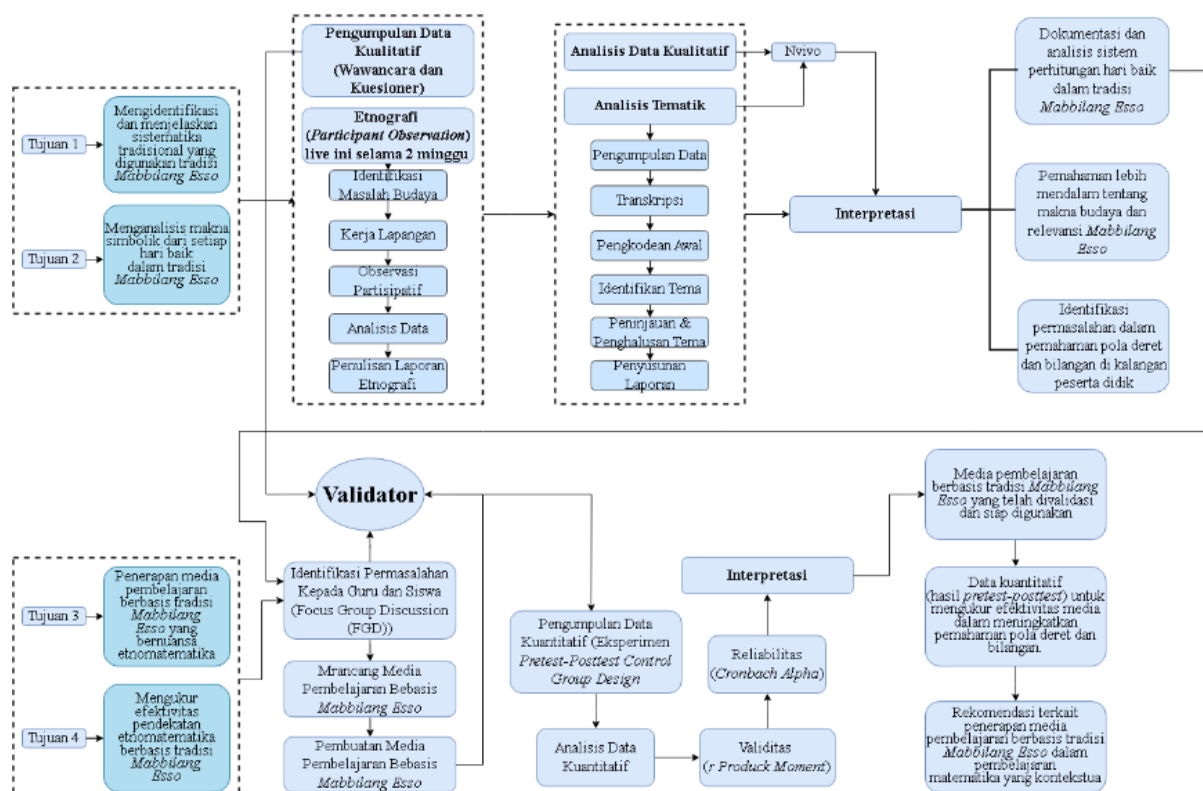 Tujuan 1
Mengidentifikasi
dan menjelaskan
sistematika
tradisional yang
digunakan tradisi
Mabbilang Esso
Tujuan 2
Menganalisis makna
simbolik dari setiap
hari baik
dalam tradisi
Mabbilang Esso
Pengumpulan Data
Kualitatif
(Wawancara dan
Kuesioner)
Etnografi
(Participant Observation)
live ini selama 2 minggu
Identifikasi
Masalah Budaya
Kerja Lapangan
Observasi
Partisipatif
Analisis Data
Penulisan Laporan
Etnografi
Analisis Data Kualitatif
Analisis Tematik
Pengumpulan Data
Transkripsi
Pengkodean Awal
Identifikan Tema
Peninjauan &
Penghalusan Tema
Penyusunan
Laporan
Nvivo
Interpretasi
Dokumentasi dan
analisis sistem
perhitungan hari baik
dalam tradisi
Mabbilang Esso
Pemahaman lebih
mendalam tentang
makna budaya dan
relevansi Mabbilang
Esso
Identifikasi
permasalahan dalam
pemahaman pola deret
dan bilangan di kalangan
peserta didik
Tujuan 3
Penerapan media
pembelajaran
berbasis tradisi
Mabbilang
Esso yang
bernuansa
etnomatematika
Tujuan 4
Mengukur
efektivitas
pendekatan
etnomatematika
berbasis tradisi
Mabbilang
Esso
Validator
Identifikasi Permasalahan
Kepada Guru dan Siswa
(Focus Group Discussion
(FGD))
Mrancang Media
Pembelajaran Bebasis
Mabbilang Esso
Pembuatan Media
Pembelajaran Bebasis
Mabbilang Esso
Pengumpulan Data
Kuantitatif (Eksperimen
Pretest-Posttest Control
Group Design
Analisis Data
Kuantitatif
Validitas
(r Produck Moment)
Reliabilitas
(Cronbach Alpha)
Interpretasi
Media pembelajaran
berbasis tradisi Mabbilang
Esso yang telah divalidasi
dan siap digunakan
Data kuantitatif
(hasil pretest-posttest) untuk
mengukur efektivitas media
dalam meningkatkan
pemahaman pola deret dan
bilangan.
Rekomendasi terkait
penerapan media
pembelajaran berbasis tradisi
Mabbilang Esso dalam
pembelajaran
matematika yang kontekstua